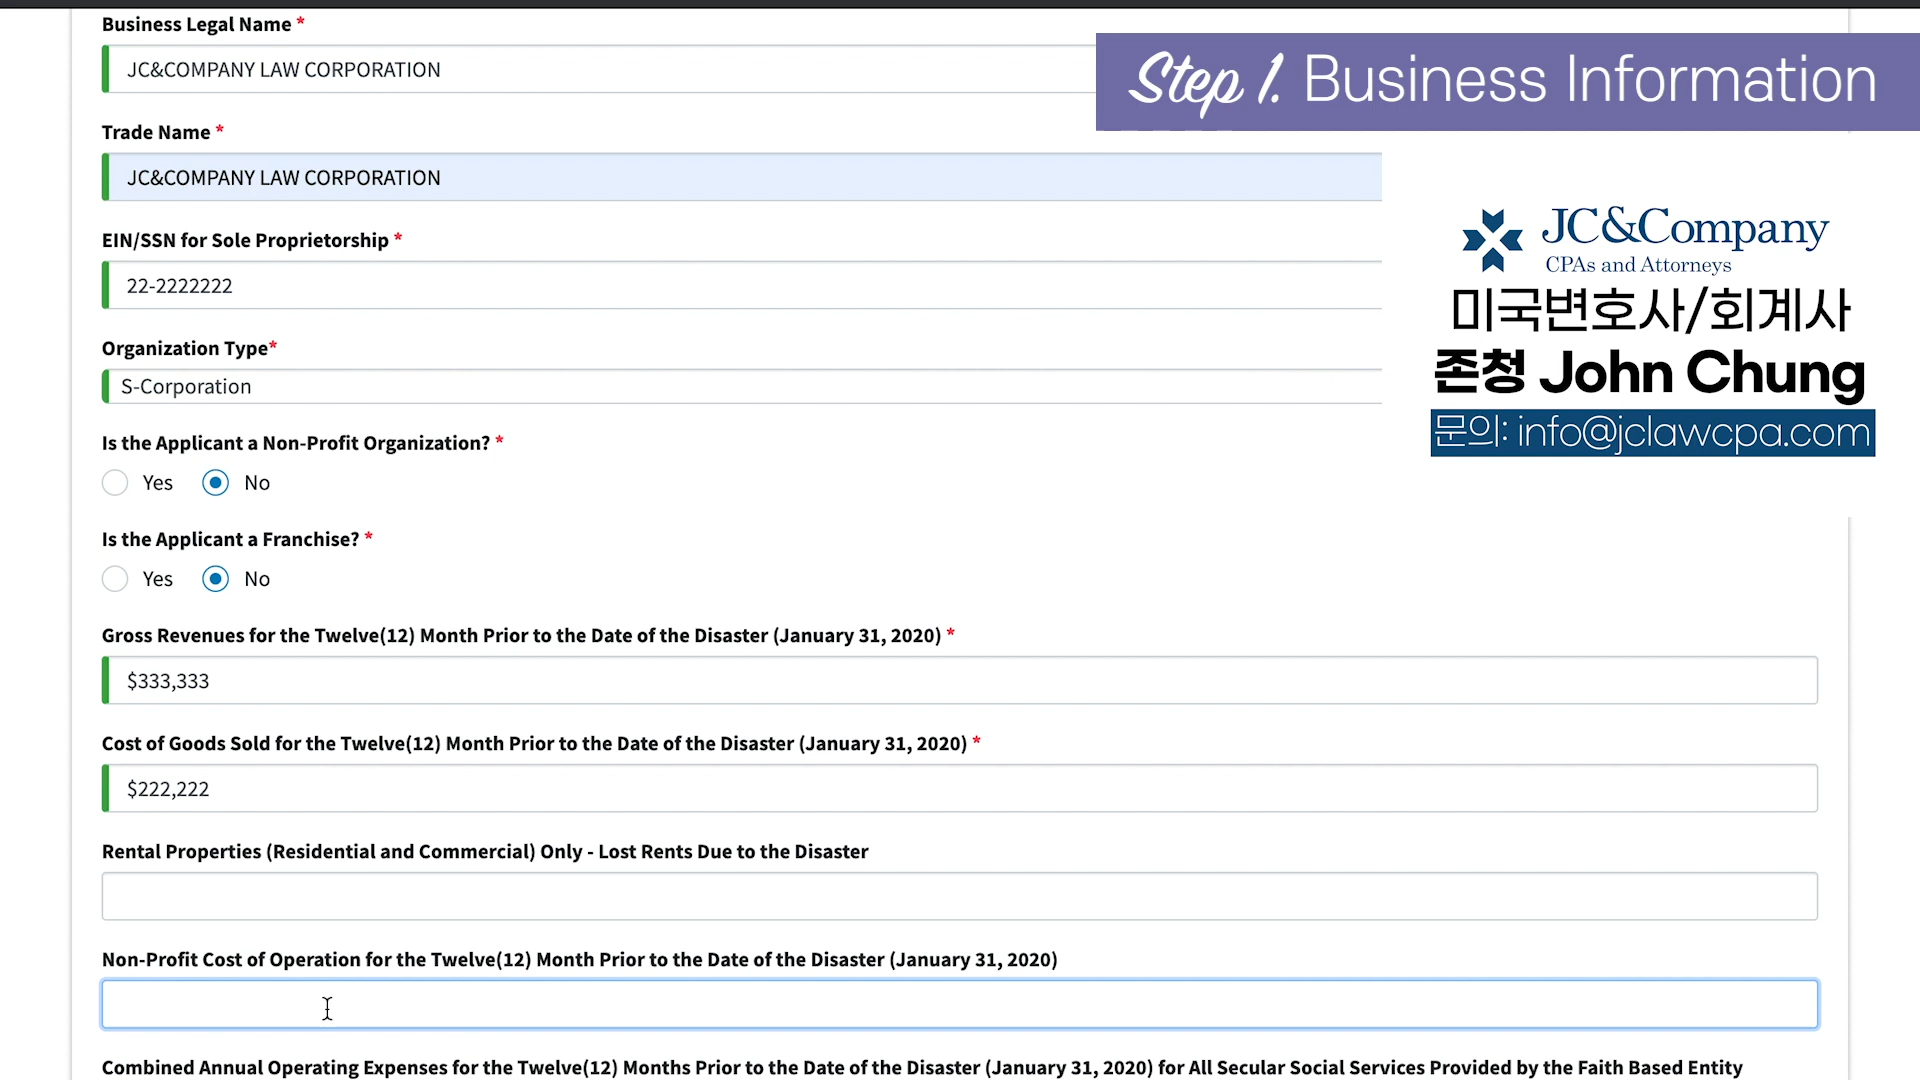 Business Legal Name *
JC&COMPANY LAW CORPORATION
Step 1. Business Information
Trade Name *
JC&COMPANY LAW CORPORATION
JC&Company
CPAs and Attorneys
미국변호사/회계사
존청 John Chung
문의: info@jclawcpa.com
EIN/SSN for Sole Proprietorship *
22-2222222
Organization Type*
S-Corporation
Is the Applicant a Non-Profit Organization? *
Yes No
Is the Applicant a Franchise? *
Yes No
Gross Revenues for the Twelve(12) Month Prior to the Date of the Disaster (January 31, 2020) *
$333,333
Cost of Goods Sold for the Twelve(12) Month Prior to the Date of the Disaster (January 31, 2020) *
$222,222
Rental Properties (Residential and Commercial) Only - Lost Rents Due to the Disaster
Non-Profit Cost of Operation for the Twelve(12) Month Prior to the Date of the Disaster (January 31, 2020)
Combined Annual Operating Expenses for the Twelve(12) Months Prior to the Date of the Disaster (January 31, 2020) for All Secular Social Services Provided by the Faith Based Entity